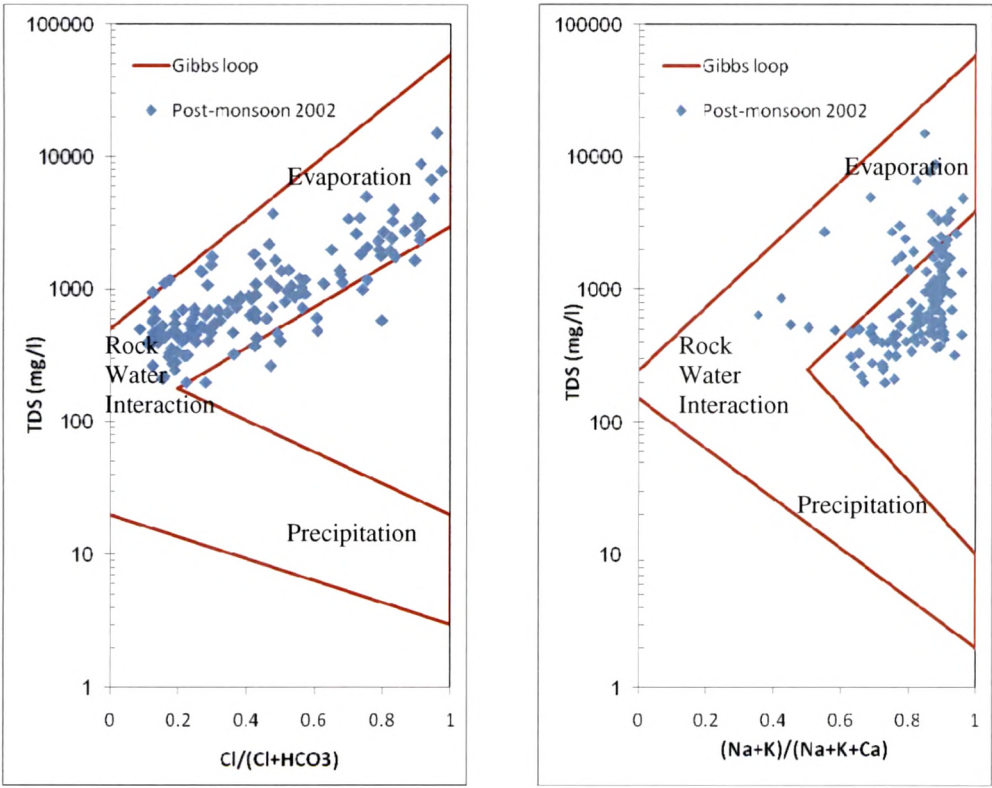 100000
10000
1000
100
10
1
TDS (mg/l)
Gibbs loop
Post-monsoon 2002
Evaporation
Rock
Water
Interaction
Precipitation
0 0.2 0.4 0.6 0.8 1
Cl/(Cl+HCO3)
100000
10000
1000
100
10
1
TDS (mg/l)
Gibbs loop
Post-monsoon 2002
Evaporation
Rock
Water
Interaction
Precipitation
0 0.2 0.4 0.6 0.8 1
(Na+K)/(Na+K+Ca)